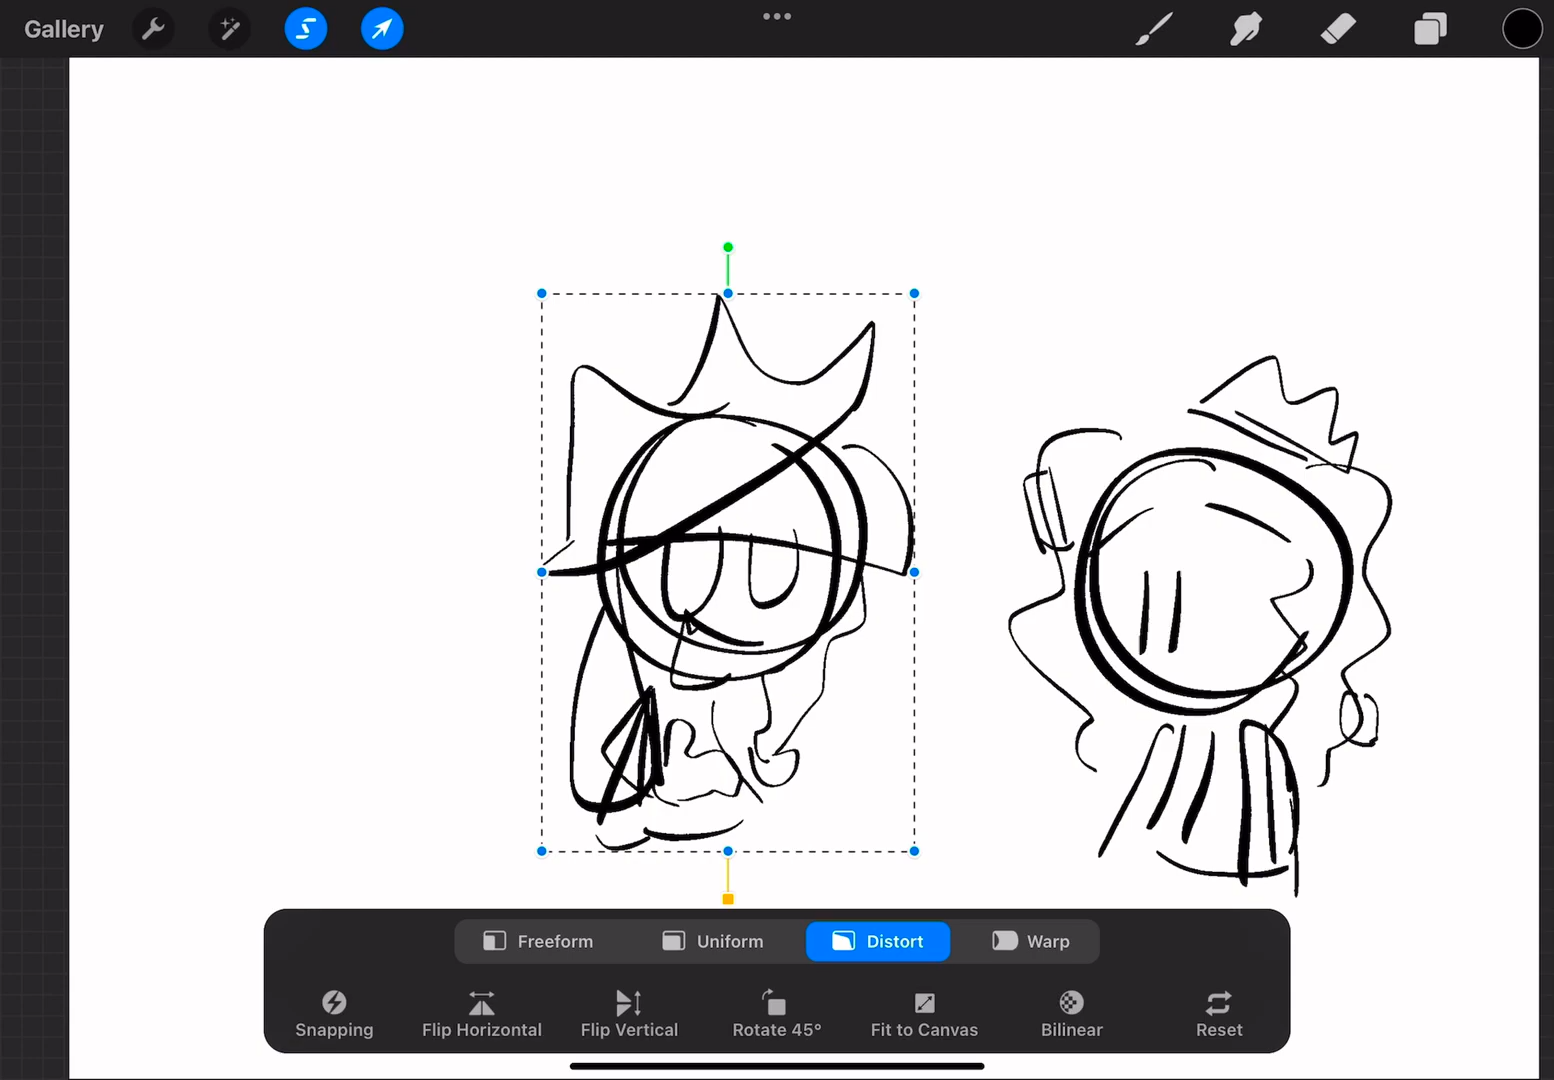 Gallery
Freeform Uniform Distort Warp
Snapping Flip Horizontal Flip Vertical Rotate 45° Fit to Canvas Bilinear Reset